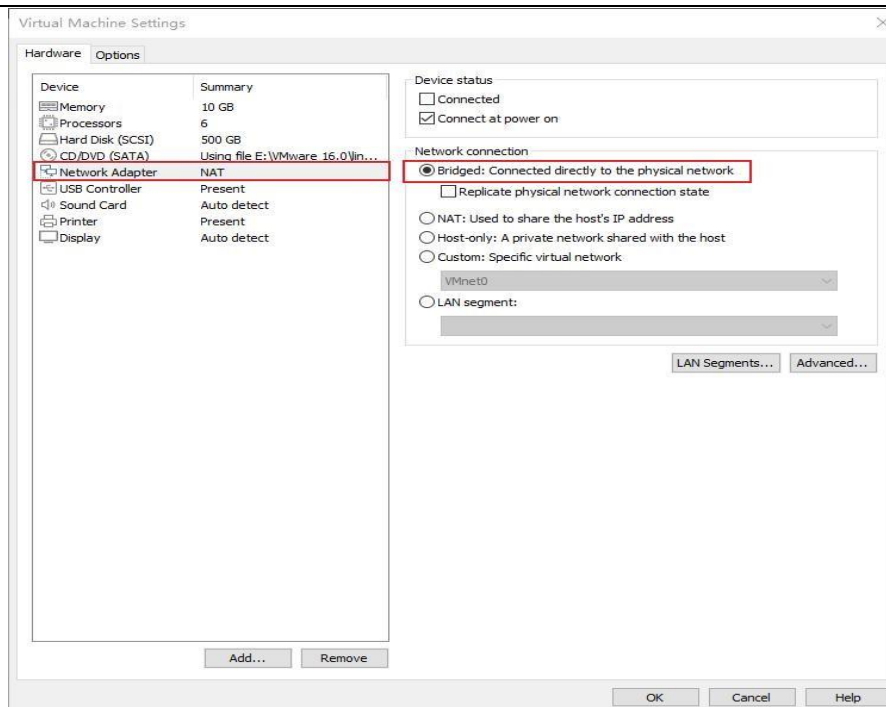 Virtual Machine Settings
Hardware Options
Device Summary
Memory 10 GB
Processors 6
Hard Disk (SCSI) 500 GB
CD/DVD (SATA) Using file E:\VMware 16.0\lin...
Network Adapter NAT
USB Controller Present
Sound Card Auto detect
Printer Present
Display Auto detect
Add... Remove
Device status
Connected
Connect at power on
Network connection
Bridged: Connected directly to the physical network
Replicate physical network connection state
NAT: Used to share the host's IP address
Host-only: A private network shared with the host
Custom: Specific virtual network
VMnet0
LAN segment:
LAN Segments... Advanced...
OK Cancel Help